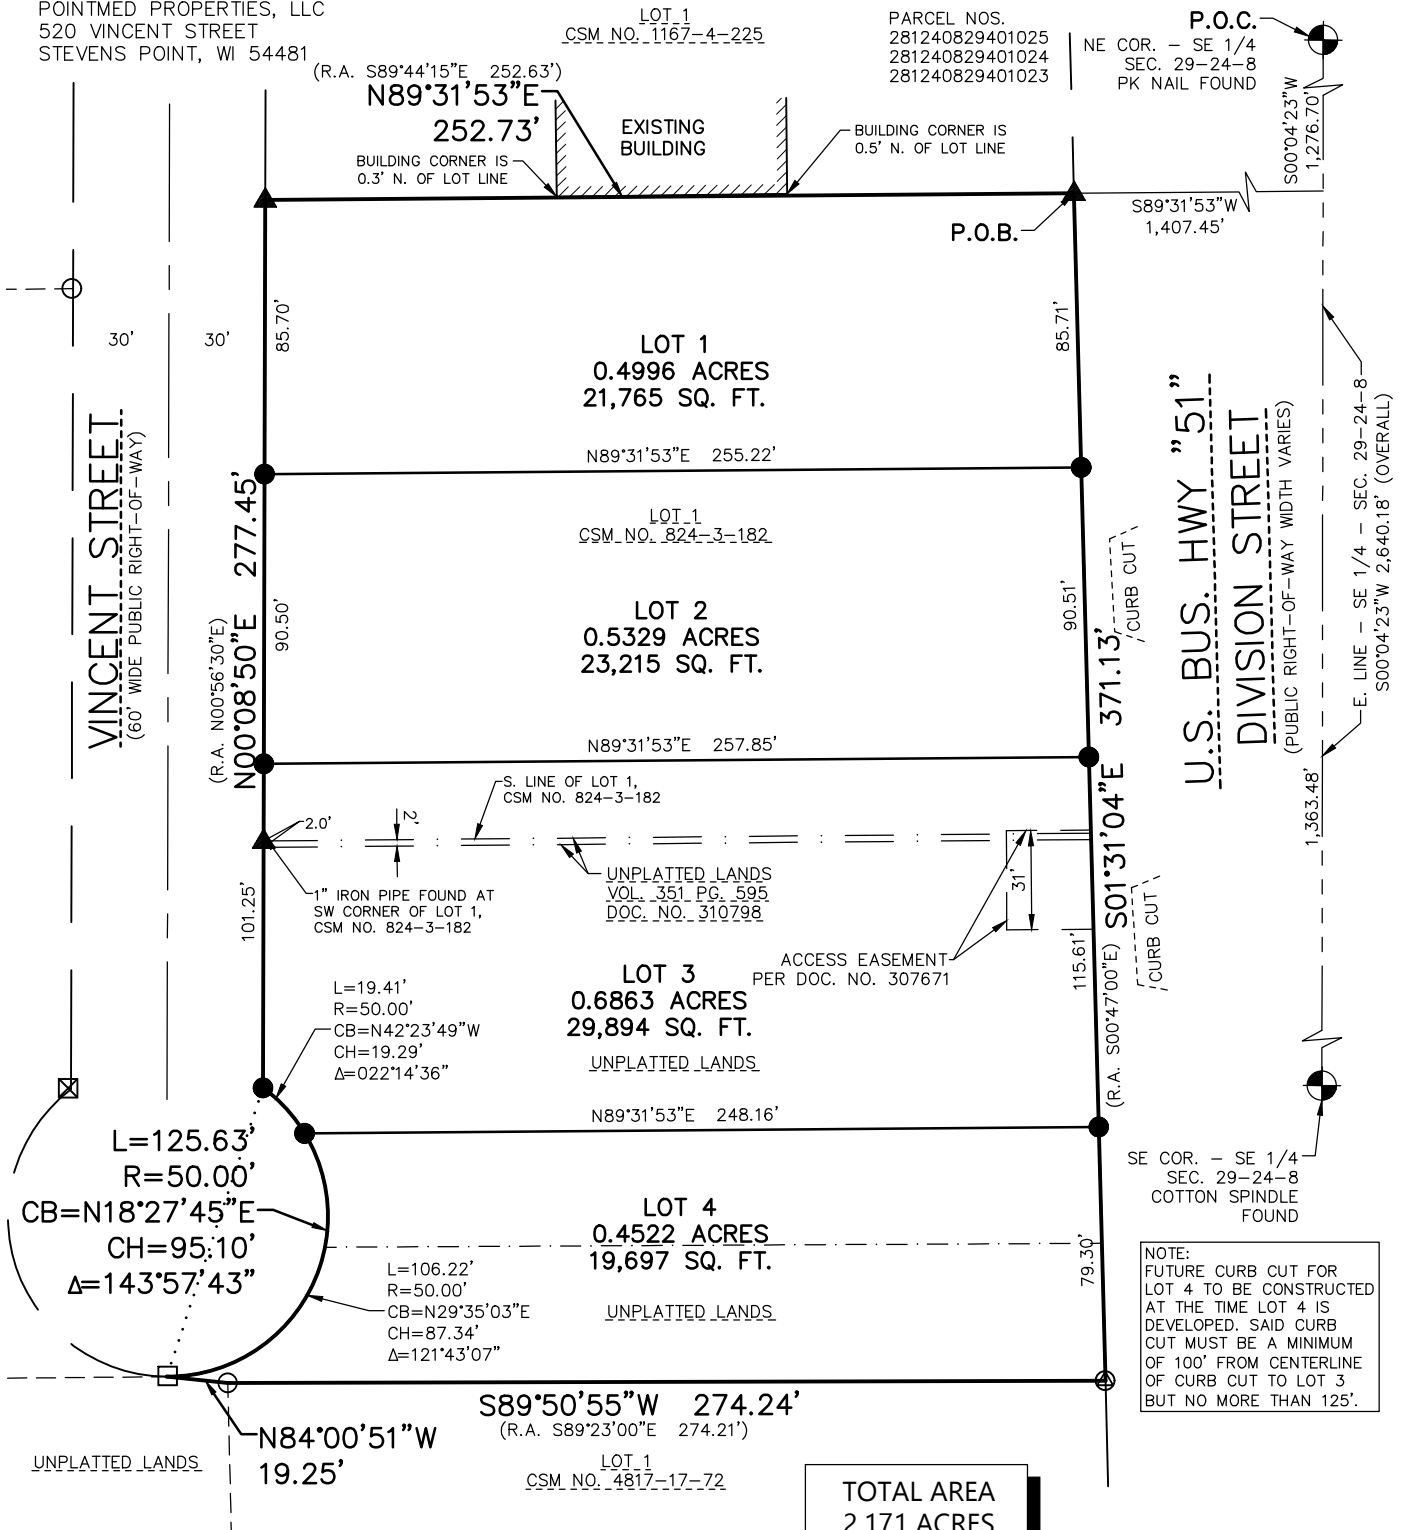 POINTMED PROPERTIES, LLC
520 VINCENT STREET
STEVENS POINT, WI 54481
LOT 1
CSM NO. 1167-4-225
PARCEL NOS.
281240829401025
281240829401024
281240829401023
P.O.C.
NE COR. - SE 1/4
SEC. 29-24-8
PK NAIL FOUND
S00°04'23"W
1,276.70'
(R.A. S89°44'15"E 252.63')
N89°31'53"E
252.73'
EXISTING
BUILDING
BUILDING CORNER IS
0.3' N. OF LOT LINE
BUILDING CORNER IS
0.5' N. OF LOT LINE
P.O.B.
S89°31'53"W
1,407.45'
30'
30'
85.70'
85.71'
LOT 1
0.4996 ACRES
21,765 SQ. FT.
N89°31'53"E 255.22'
VINCENT STREET
(60' WIDE PUBLIC RIGHT-OF-WAY)
(R.A. N00°56'30"E)
N00°08'50"E 277.45'
LOT 1
CSM NO. 824-3-182
90.50'
90.51'
LOT 2
0.5329 ACRES
23,215 SQ. FT.
CURB CUT
U.S. BUS. HWY "51"
DIVISION STREET
(PUBLIC RIGHT-OF-WAY WIDTH VARIES)
E. LINE - SE 1/4 - SEC. 29-24-8
S00°04'23"W 2,640.18' (OVERALL)
N89°31'53"E 257.85'
S01°31'04"E 371.13'
(R.A. S00°47'00"E)
1,363.48'
S. LINE OF LOT 1,
CSM NO. 824-3-182
2.0'
2'
UNPLATTED LANDS
VOL. 351 PG. 595
DOC. NO. 310798
31'
1" IRON PIPE FOUND AT
SW CORNER OF LOT 1,
CSM NO. 824-3-182
101.25'
115.61'
CURB CUT
ACCESS EASEMENT
PER DOC. NO. 307671
LOT 3
0.6863 ACRES
29,894 SQ. FT.
UNPLATTED LANDS
L=19.41'
R=50.00'
CB=N42°23'49"W
CH=19.29'
Δ=022°14'36"
N89°31'53"E 248.16'
L=125.63'
R=50.00'
CB=N18°27'45"E
CH=95.10'
Δ=143°57'43"
SE COR. - SE 1/4
SEC. 29-24-8
COTTON SPINDLE
FOUND
LOT 4
0.4522 ACRES
19,697 SQ. FT.
79.30'
UNPLATTED LANDS
L=106.22'
R=50.00'
CB=N29°35'03"E
CH=87.34'
Δ=121°43'07"
NOTE:
FUTURE CURB CUT FOR
LOT 4 TO BE CONSTRUCTED
AT THE TIME LOT 4 IS
DEVELOPED. SAID CURB
CUT MUST BE A MINIMUM
OF 100' FROM CENTERLINE
OF CURB CUT TO LOT 3
BUT NO MORE THAN 125'.
S89°50'55"W 274.24'
(R.A. S89°23'00"E 274.21')
N84°00'51"W
19.25'
UNPLATTED LANDS
LOT 1
CSM NO. 4817-17-72
TOTAL AREA
2.171 ACRES